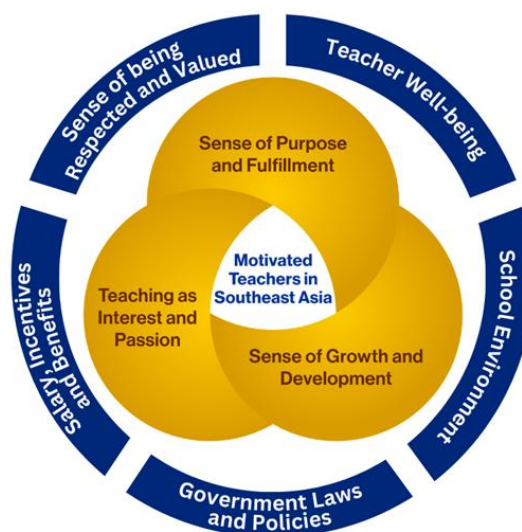 Sense of being
Respected and Valued
Teacher Well-being
Sense of Purpose
and Fulfillment
Motivated
Teachers in
Southeast Asia
Teaching as
Interest and
Passion
Sense of Growth and
Development
Salary, Incentives
and Benefits
School Environment
Government Laws
and Policies